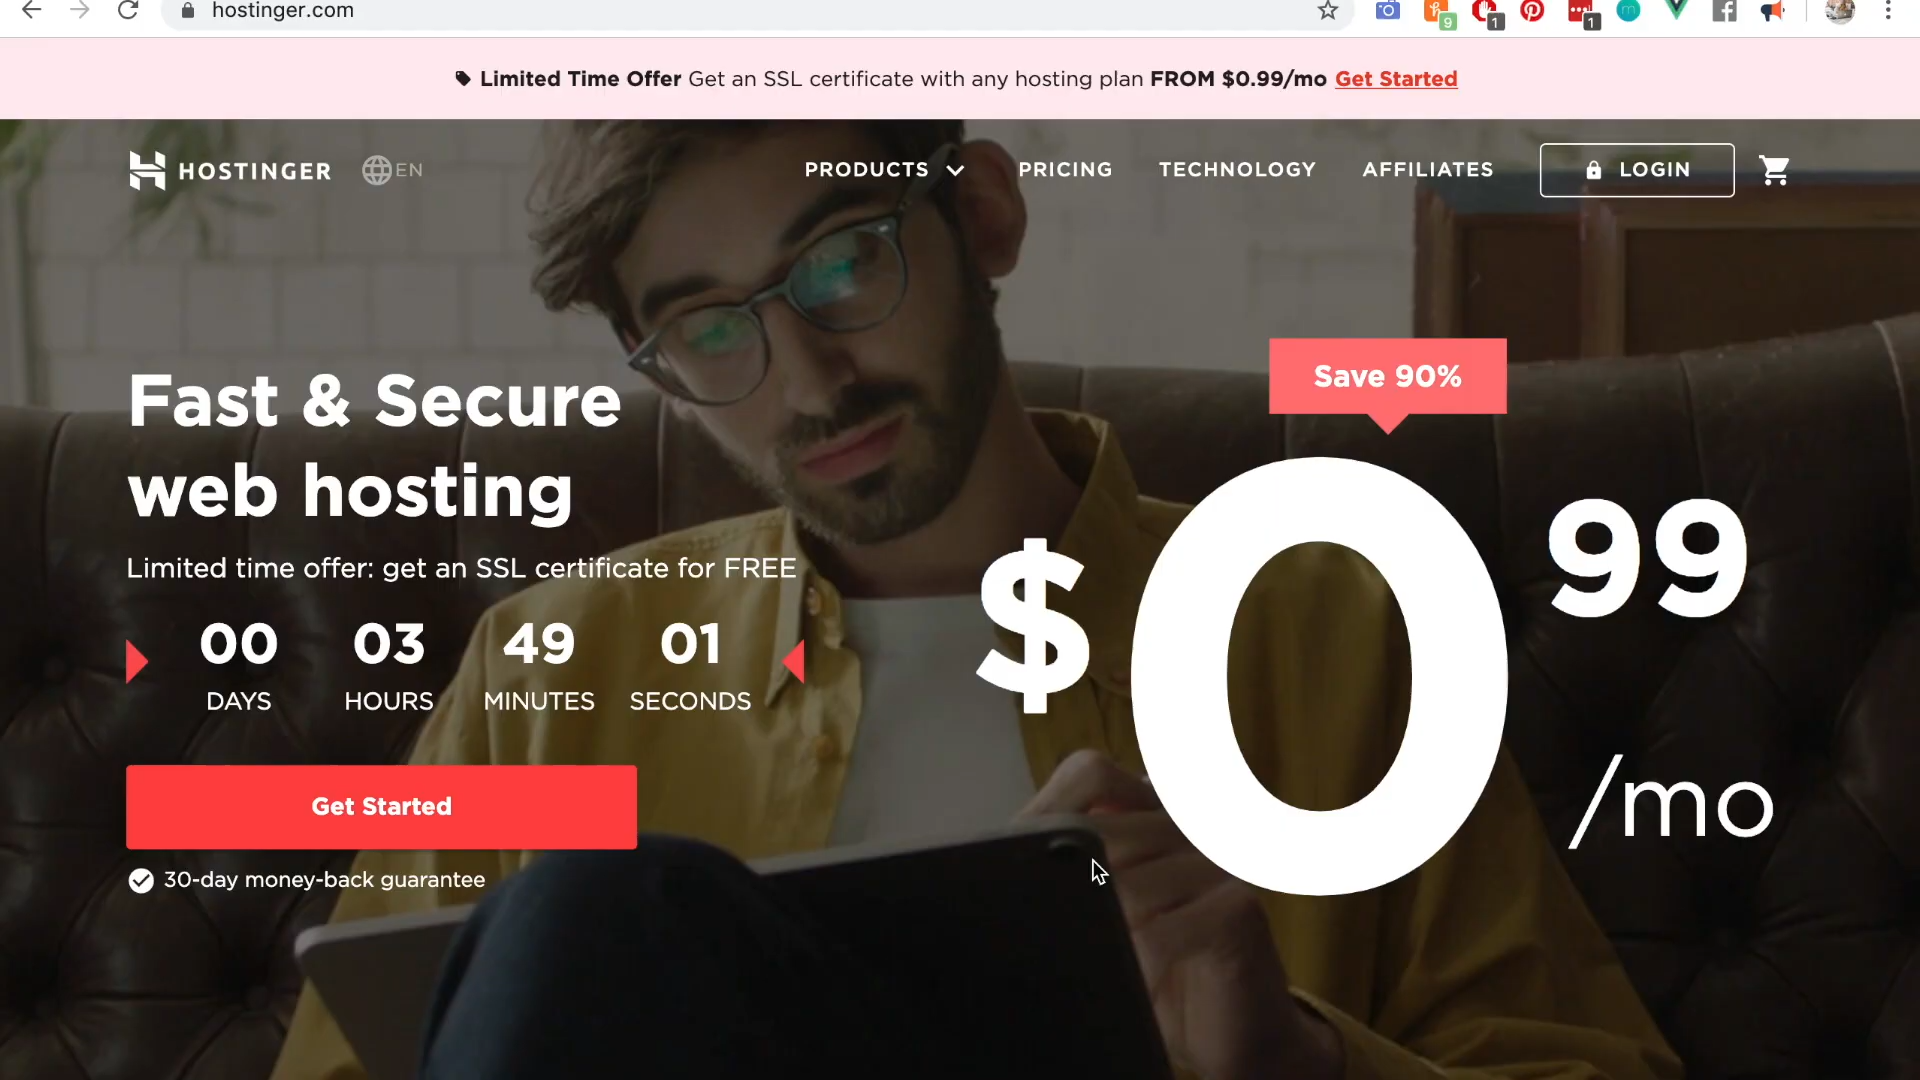 hostinger.com
9 1 1
Limited Time Offer Get an SSL certificate with any hosting plan FROM $0.99/mo Get Started
HOSTINGER EN PRODUCTS PRICING TECHNOLOGY AFFILIATES LOGIN
Save 90%
Fast & Secure
web hosting
Limited time offer: get an SSL certificate for FREE
00 03 49 01
DAYS HOURS MINUTES SECONDS
$0 99
/mo
Get Started
30-day money-back guarantee